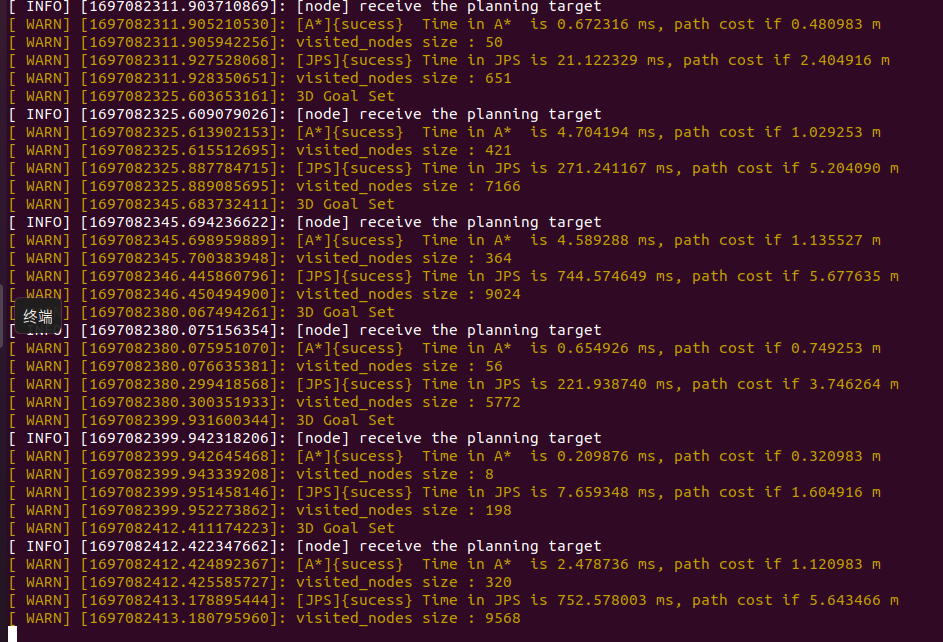 [ INFO] [1697082311.903710869]: [node] receive the planning target
[ WARN] [1697082311.905210530]: [A*]{sucess}  Time in A*  is 0.672316 ms, path cost if 0.480983 m
[ WARN] [1697082311.905942256]: visited_nodes size : 50
[ WARN] [1697082311.927528068]: [JPS]{sucess} Time in JPS is 21.122329 ms, path cost if 2.404916 m
[ WARN] [1697082311.928350651]: visited_nodes size : 651
[ WARN] [1697082325.603653161]: 3D Goal Set
[ INFO] [1697082325.609079026]: [node] receive the planning target
[ WARN] [1697082325.613902153]: [A*]{sucess}  Time in A*  is 4.704194 ms, path cost if 1.029253 m
[ WARN] [1697082325.615512695]: visited_nodes size : 421
[ WARN] [1697082325.887784715]: [JPS]{sucess} Time in JPS is 271.241167 ms, path cost if 5.204090 m
[ WARN] [1697082325.889085695]: visited_nodes size : 7166
[ WARN] [1697082345.683732411]: 3D Goal Set
[ INFO] [1697082345.694236622]: [node] receive the planning target
[ WARN] [1697082345.698959889]: [A*]{sucess}  Time in A*  is 4.589288 ms, path cost if 1.135527 m
[ WARN] [1697082345.700383948]: visited_nodes size : 364
[ WARN] [1697082346.445860796]: [JPS]{sucess} Time in JPS is 744.574649 ms, path cost if 5.677635 m
[ WARN] [1697082346.450494900]: visited_nodes size : 9024
终端 ] [1697082380.067494261]: 3D Goal Set
[ INFO] [1697082380.075156354]: [node] receive the planning target
[ WARN] [1697082380.075951070]: [A*]{sucess}  Time in A*  is 0.654926 ms, path cost if 0.749253 m
[ WARN] [1697082380.076635381]: visited_nodes size : 56
[ WARN] [1697082380.299418568]: [JPS]{sucess} Time in JPS is 221.938740 ms, path cost if 3.746264 m
[ WARN] [1697082380.300351933]: visited_nodes size : 5772
[ WARN] [1697082399.931600344]: 3D Goal Set
[ INFO] [1697082399.942318206]: [node] receive the planning target
[ WARN] [1697082399.942645468]: [A*]{sucess}  Time in A*  is 0.209876 ms, path cost if 0.320983 m
[ WARN] [1697082399.943339208]: visited_nodes size : 8
[ WARN] [1697082399.951458146]: [JPS]{sucess} Time in JPS is 7.659348 ms, path cost if 1.604916 m
[ WARN] [1697082399.952273862]: visited_nodes size : 198
[ WARN] [1697082412.411174223]: 3D Goal Set
[ INFO] [1697082412.422347662]: [node] receive the planning target
[ WARN] [1697082412.424892367]: [A*]{sucess}  Time in A*  is 2.478736 ms, path cost if 1.120983 m
[ WARN] [1697082412.425585727]: visited_nodes size : 320
[ WARN] [1697082413.178895444]: [JPS]{sucess} Time in JPS is 752.578003 ms, path cost if 5.643466 m
[ WARN] [1697082413.180795960]: visited_nodes size : 9568